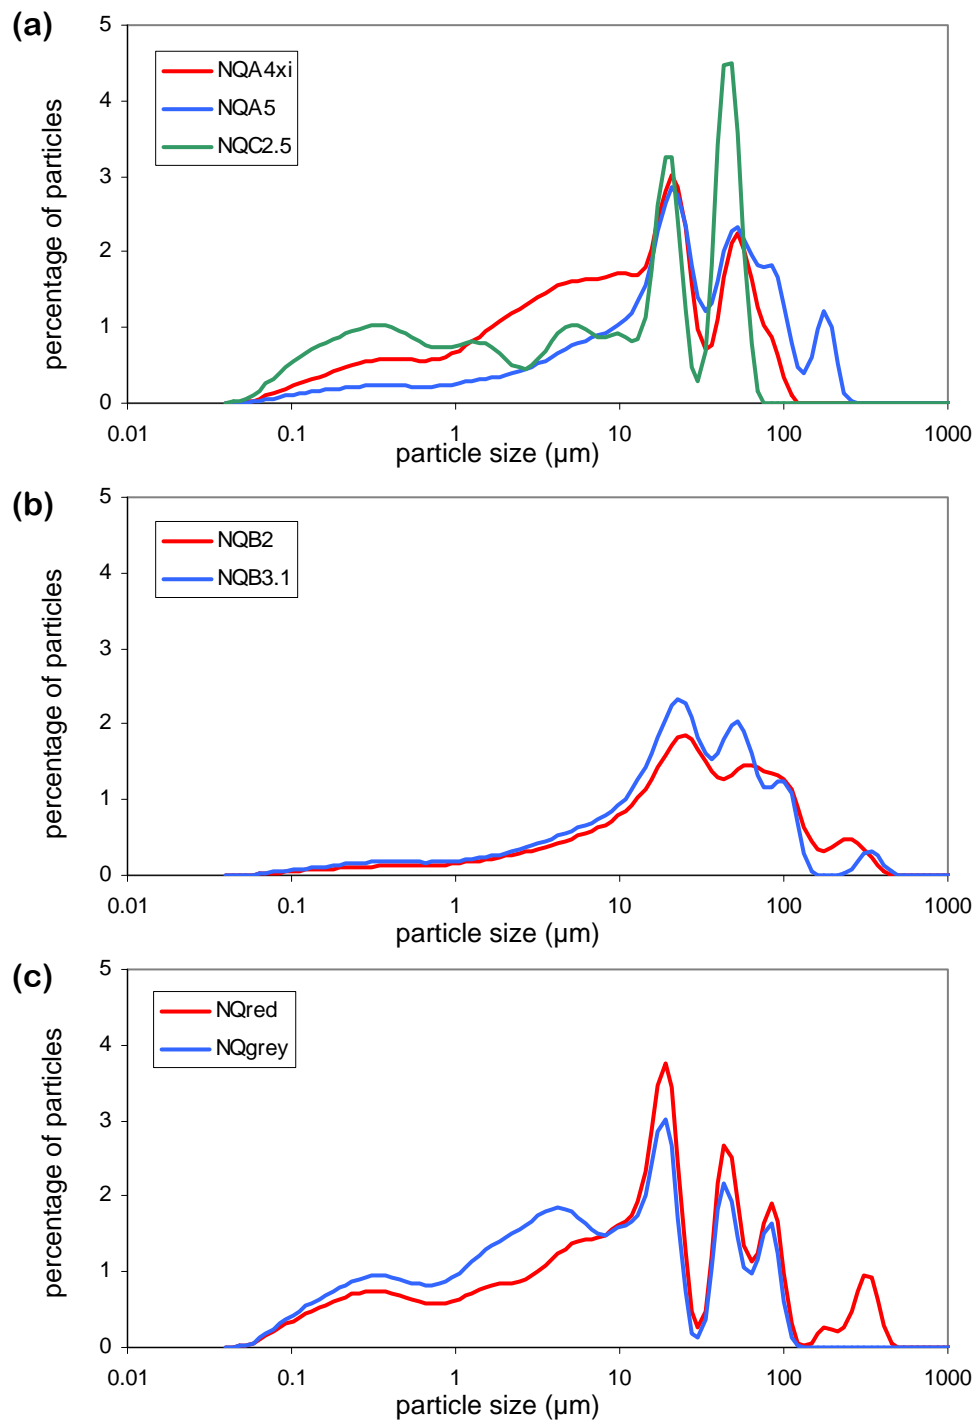 (a)
5
4
3
2
1
0
percentage of particles
NQA4xi
NQA5
NQC2.5
0.01 0.1 1 10 100 1000
particle size (µm)
(b)
5
4
3
2
1
0
percentage of particles
NQB2
NQB3.1
0.01 0.1 1 10 100 1000
particle size (µm)
(c)
5
4
3
2
1
0
percentage of particles
NQred
NQgrey
0.01 0.1 1 10 100 1000
particle size (µm)